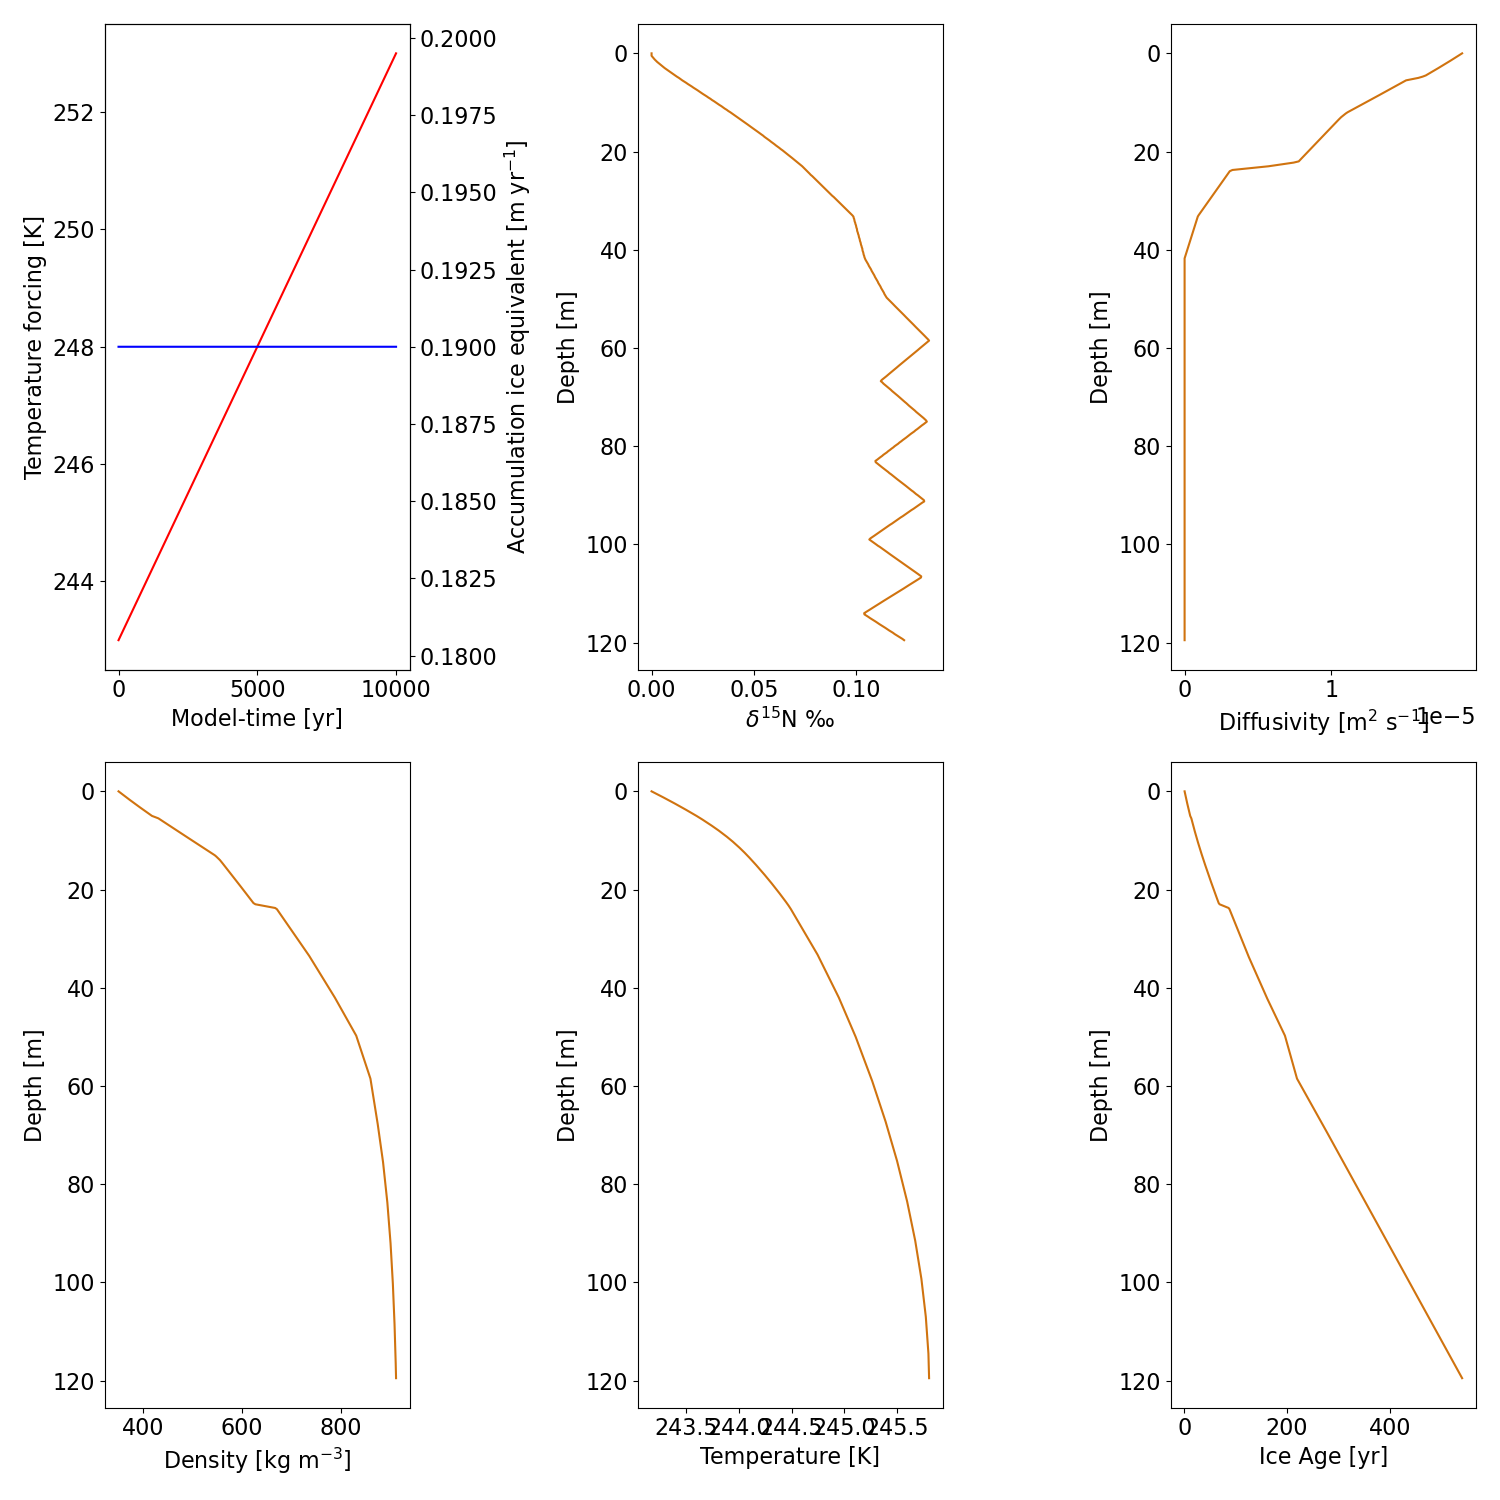 252
250
248
246
244
Temperature forcing [K]
0 5000 10000
Model-time [yr]
0.2000
0.1975
0.1950
0.1925
0.1900
0.1875
0.1850
0.1825
0.1800
Accumulation ice equivalent [m yr⁻¹]
0
20
40
60
80
100
120
Depth [m]
0.00 0.05 0.10
δ¹⁵N ‰
0
20
40
60
80
100
120
Depth [m]
0 1
1e−5
Diffusivity [m² s⁻¹]
0
20
40
60
80
100
120
Depth [m]
400 600 800
Density [kg m⁻³]
0
20
40
60
80
100
120
Depth [m]
243.5 244.0 244.5 245.0 245.5
Temperature [K]
0
20
40
60
80
100
120
Depth [m]
0 200 400
Ice Age [yr]